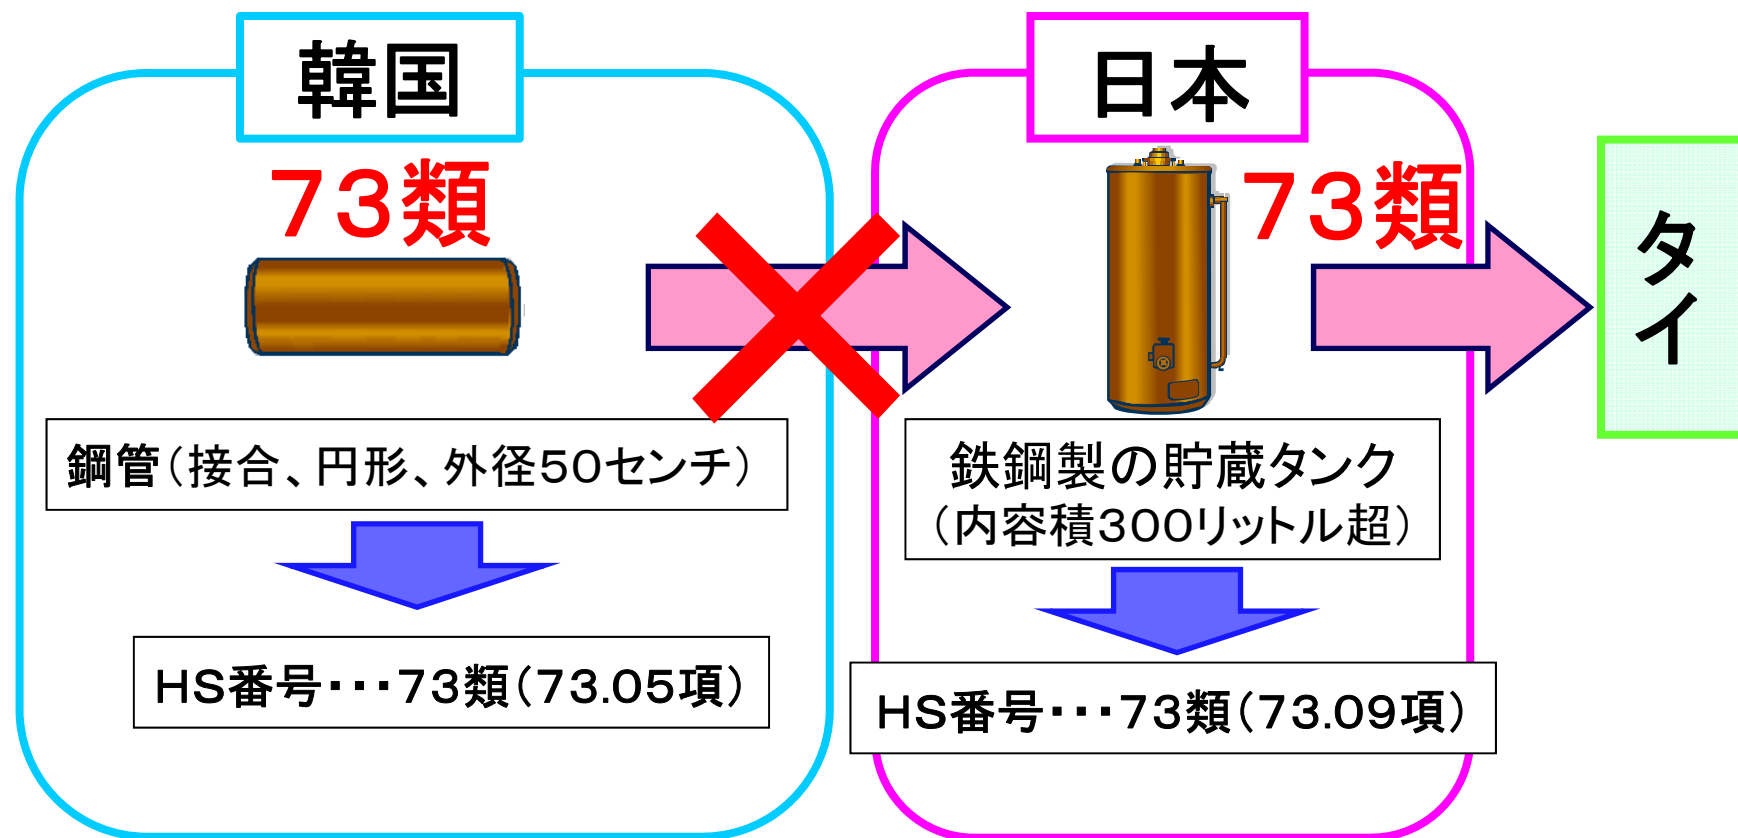 韓国
73類
鋼管(接合、円形、外径50センチ)
HS番号・・・73類(73.05項)
日本
73類
鉄鋼製の貯蔵タンク
(内容積300リットル超)
HS番号・・・73類(73.09項)
タイ